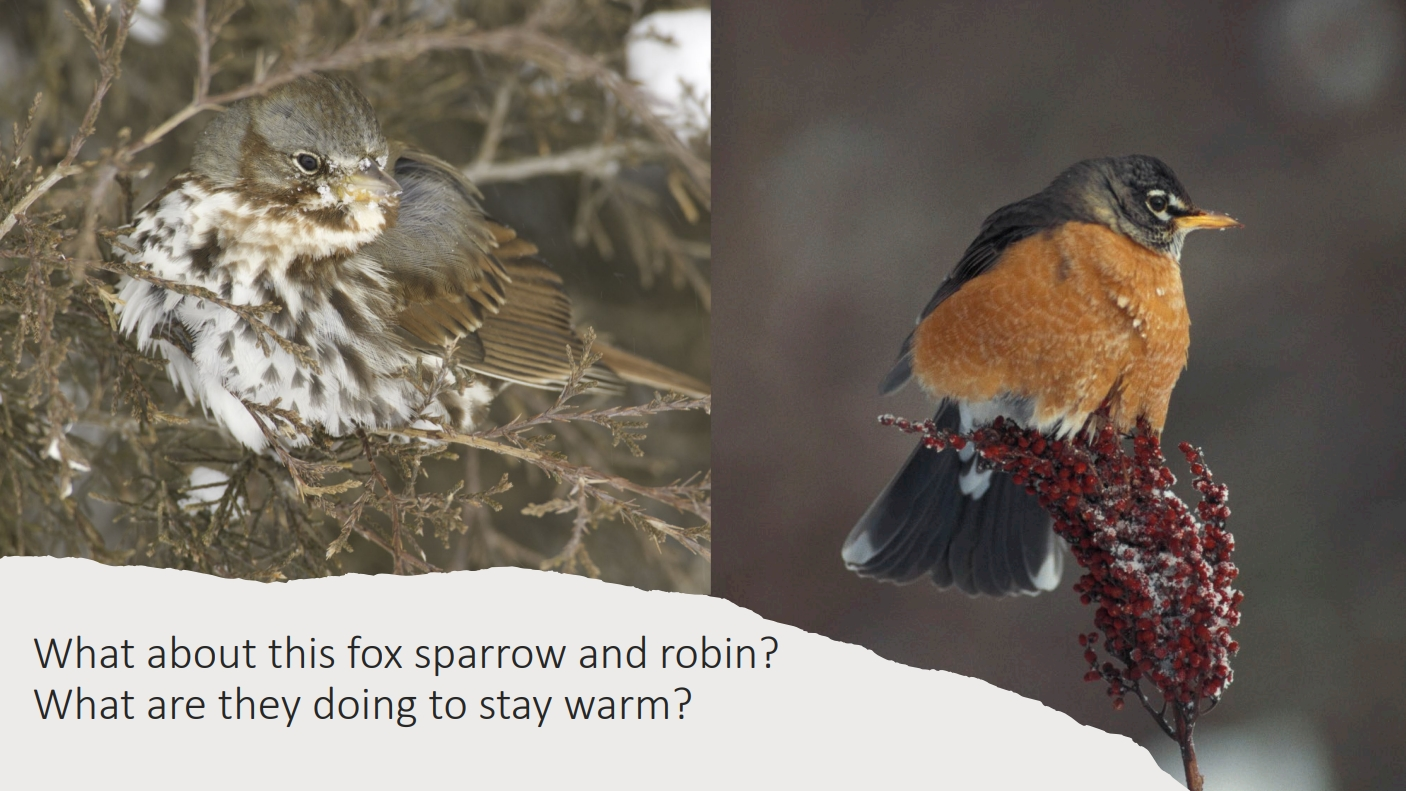 What about this fox sparrow and robin?
What are they doing to stay warm?